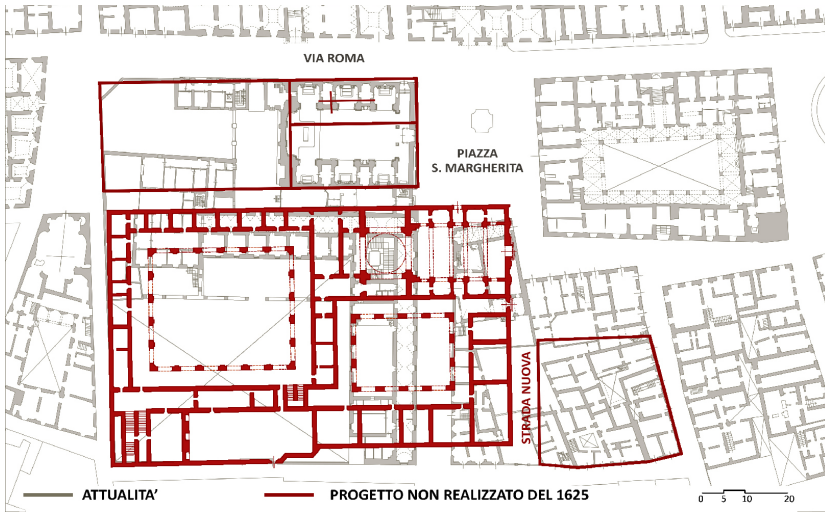 VIA ROMA
PIAZZA
S. MARGHERITA
STRADA NUOVA
ATTUALITA'
PROGETTO NON REALIZZATO DEL 1625
0 5 10 20